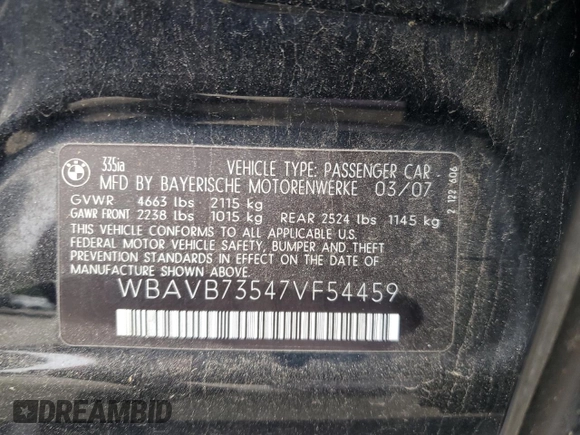 BMW
335ia
VEHICLE TYPE: PASSENGER CAR
MFD BY BAYERISCHE MOTORENWERKE 03/07
GVWR 4663 lbs 2115 kg
GAWR FRONT 2238 lbs 1015 kg REAR 2524 lbs 1145 kg
THIS VEHICLE CONFORMS TO ALL APPLICABLE U.S.
FEDERAL MOTOR VEHICLE SAFETY, BUMPER AND THEFT
PREVENTION STANDARDS IN EFFECT ON THE DATE OF
MANUFACTURE SHOWN ABOVE.
WBAVB73547VF54459
2 122 606
DREAMBID